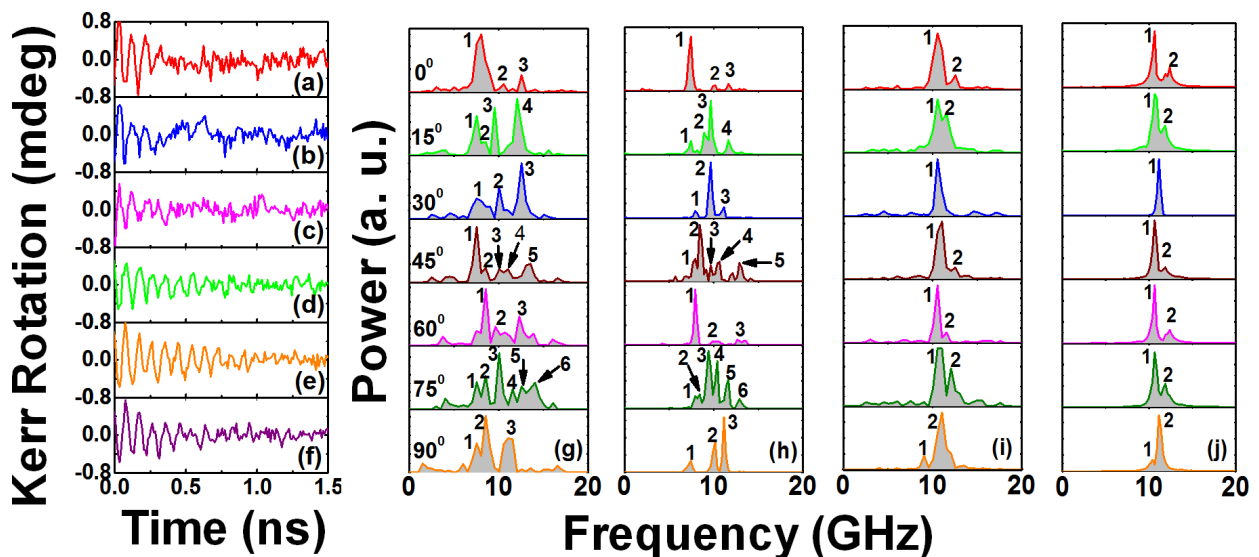 Kerr Rotation (mdeg)
0.8
0.0
-0.8
(a)
0.0
-0.8
(b)
0.0
-0.8
(c)
0.0
-0.8
(d)
0.0
-0.8
(e)
0.0
-0.8
(f)
0.0 0.5 1.0 1.5
Time (ns)
Power (a. u.)
0⁰ 1 2 3
15⁰ 1 2 3 4
30⁰ 1 2 3
45⁰ 1 2 3 4 5
60⁰ 1 2 3
75⁰ 1 2 3 4 5 6
90⁰ 1 2 3 (g)
0 10 20
1 2 3
1 2 3 4
1 2 3
1 2 3 4 5
1 2 3
1 2 3 4 5 6
1 2 3 (h)
0 10 20
1 2
1 2
1
1 2
1 2
1 2
1 2 (i)
0 10 20
1 2
1 2
1
1 2
1 2
1 2
1 2 (j)
0 10 20
Frequency (GHz)